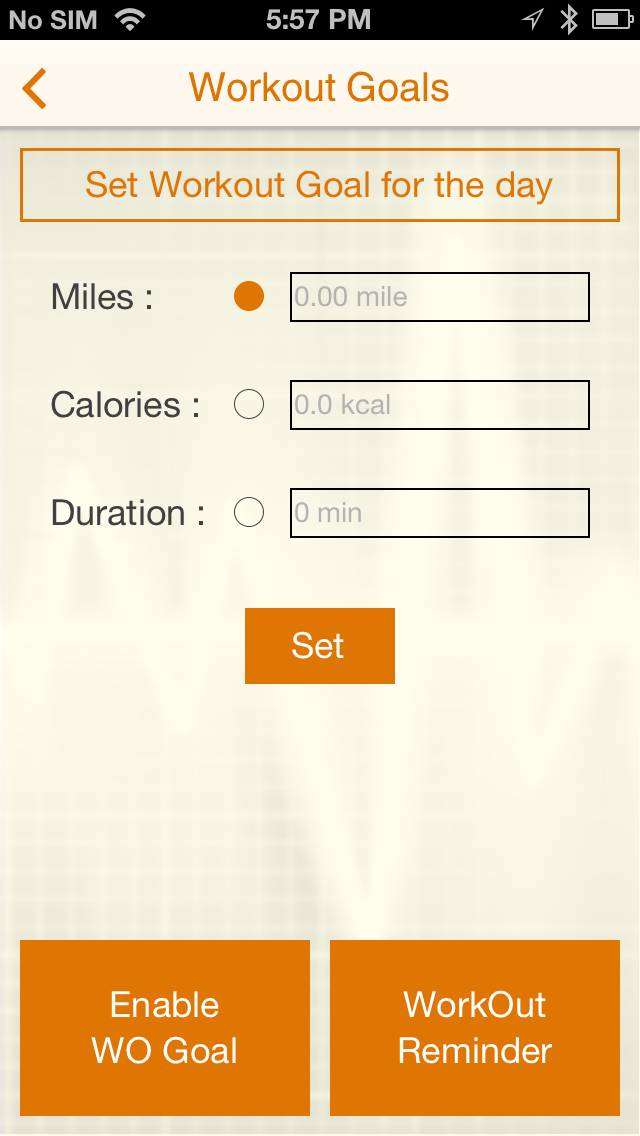 No SIM 5:57 PM
Workout Goals
Set Workout Goal for the day
Miles : 0.00 mile
Calories : 0.0 kcal
Duration : 0 min
Set
Enable
WO Goal
WorkOut
Reminder